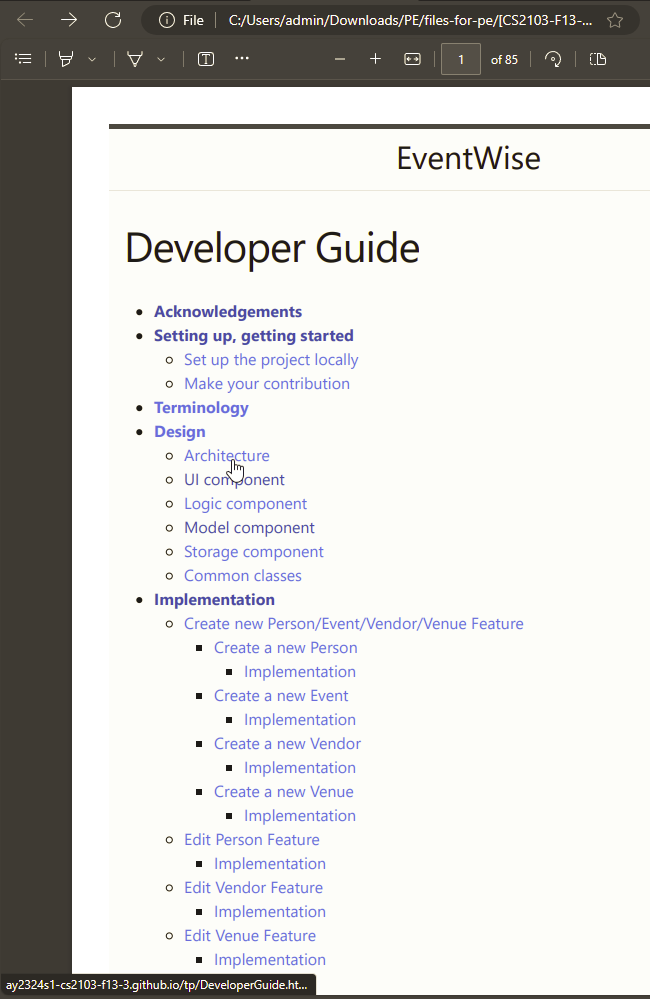 File C:/Users/admin/Downloads/PE/files-for-pe/[CS2103-F13-...
1 of 85
EventWise
Developer Guide
Acknowledgements
Setting up, getting started
Set up the project locally
Make your contribution
Terminology
Design
Architecture
UI component
Logic component
Model component
Storage component
Common classes
Implementation
Create new Person/Event/Vendor/Venue Feature
Create a new Person
Implementation
Create a new Event
Implementation
Create a new Vendor
Implementation
Create a new Venue
Implementation
Edit Person Feature
Implementation
Edit Vendor Feature
Implementation
Edit Venue Feature
Implementation
ay2324s1-cs2103-f13-3.github.io/tp/DeveloperGuide.ht...